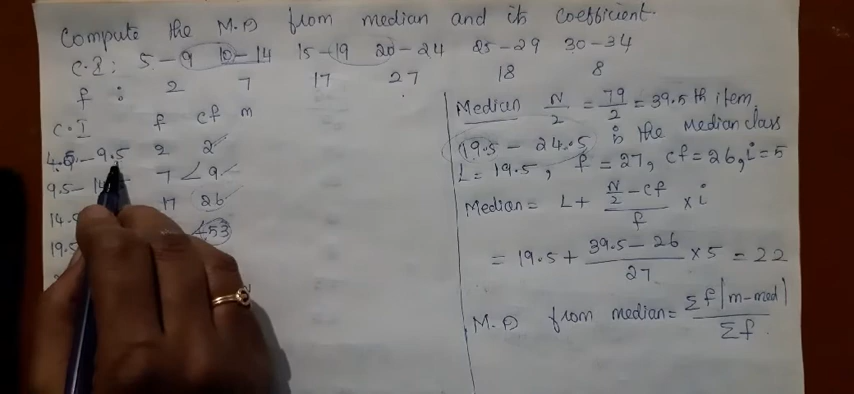 Compute the M.D from median and its coefficient.
C.I : 5 - 9 10 - 14 15 - 19 20 - 24 25 - 29 30 - 34
f : 2 7 17 27 18 8
C.I f cf m
4.5 - 9.5 2 2
9.5 - 14 7 9
14.5 17 26
19.5 53
Median N/2 = 79/2 = 39.5th item
19.5 - 24.5 is the Median class
L = 19.5, f = 27, cf = 26, i = 5
Median = L + (N/2 - cf)/f × i
= 19.5 + (39.5 - 26)/27 × 5 = 22
M.D from median = Σf|m-med|/Σf